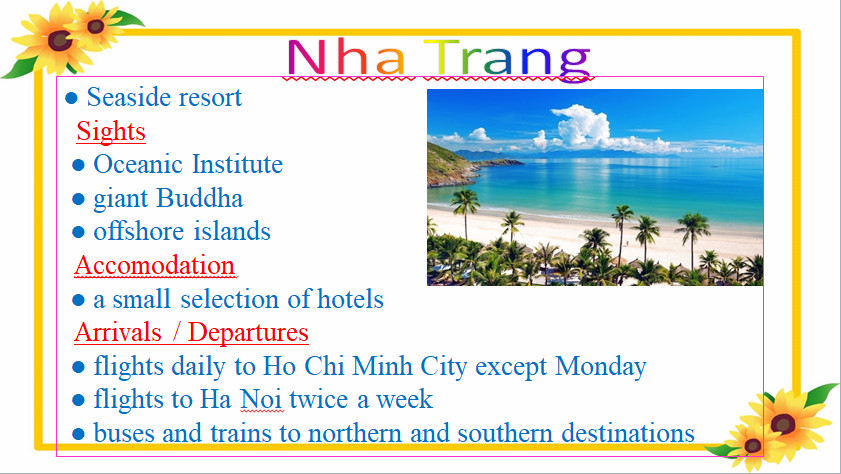 Nha Trang
● Seaside resort
Sights
● Oceanic Institute
● giant Buddha
● offshore islands
Accomodation
● a small selection of hotels
Arrivals / Departures
● flights daily to Ho Chi Minh City except Monday
● flights to Ha Noi twice a week
● buses and trains to northern and southern destinations